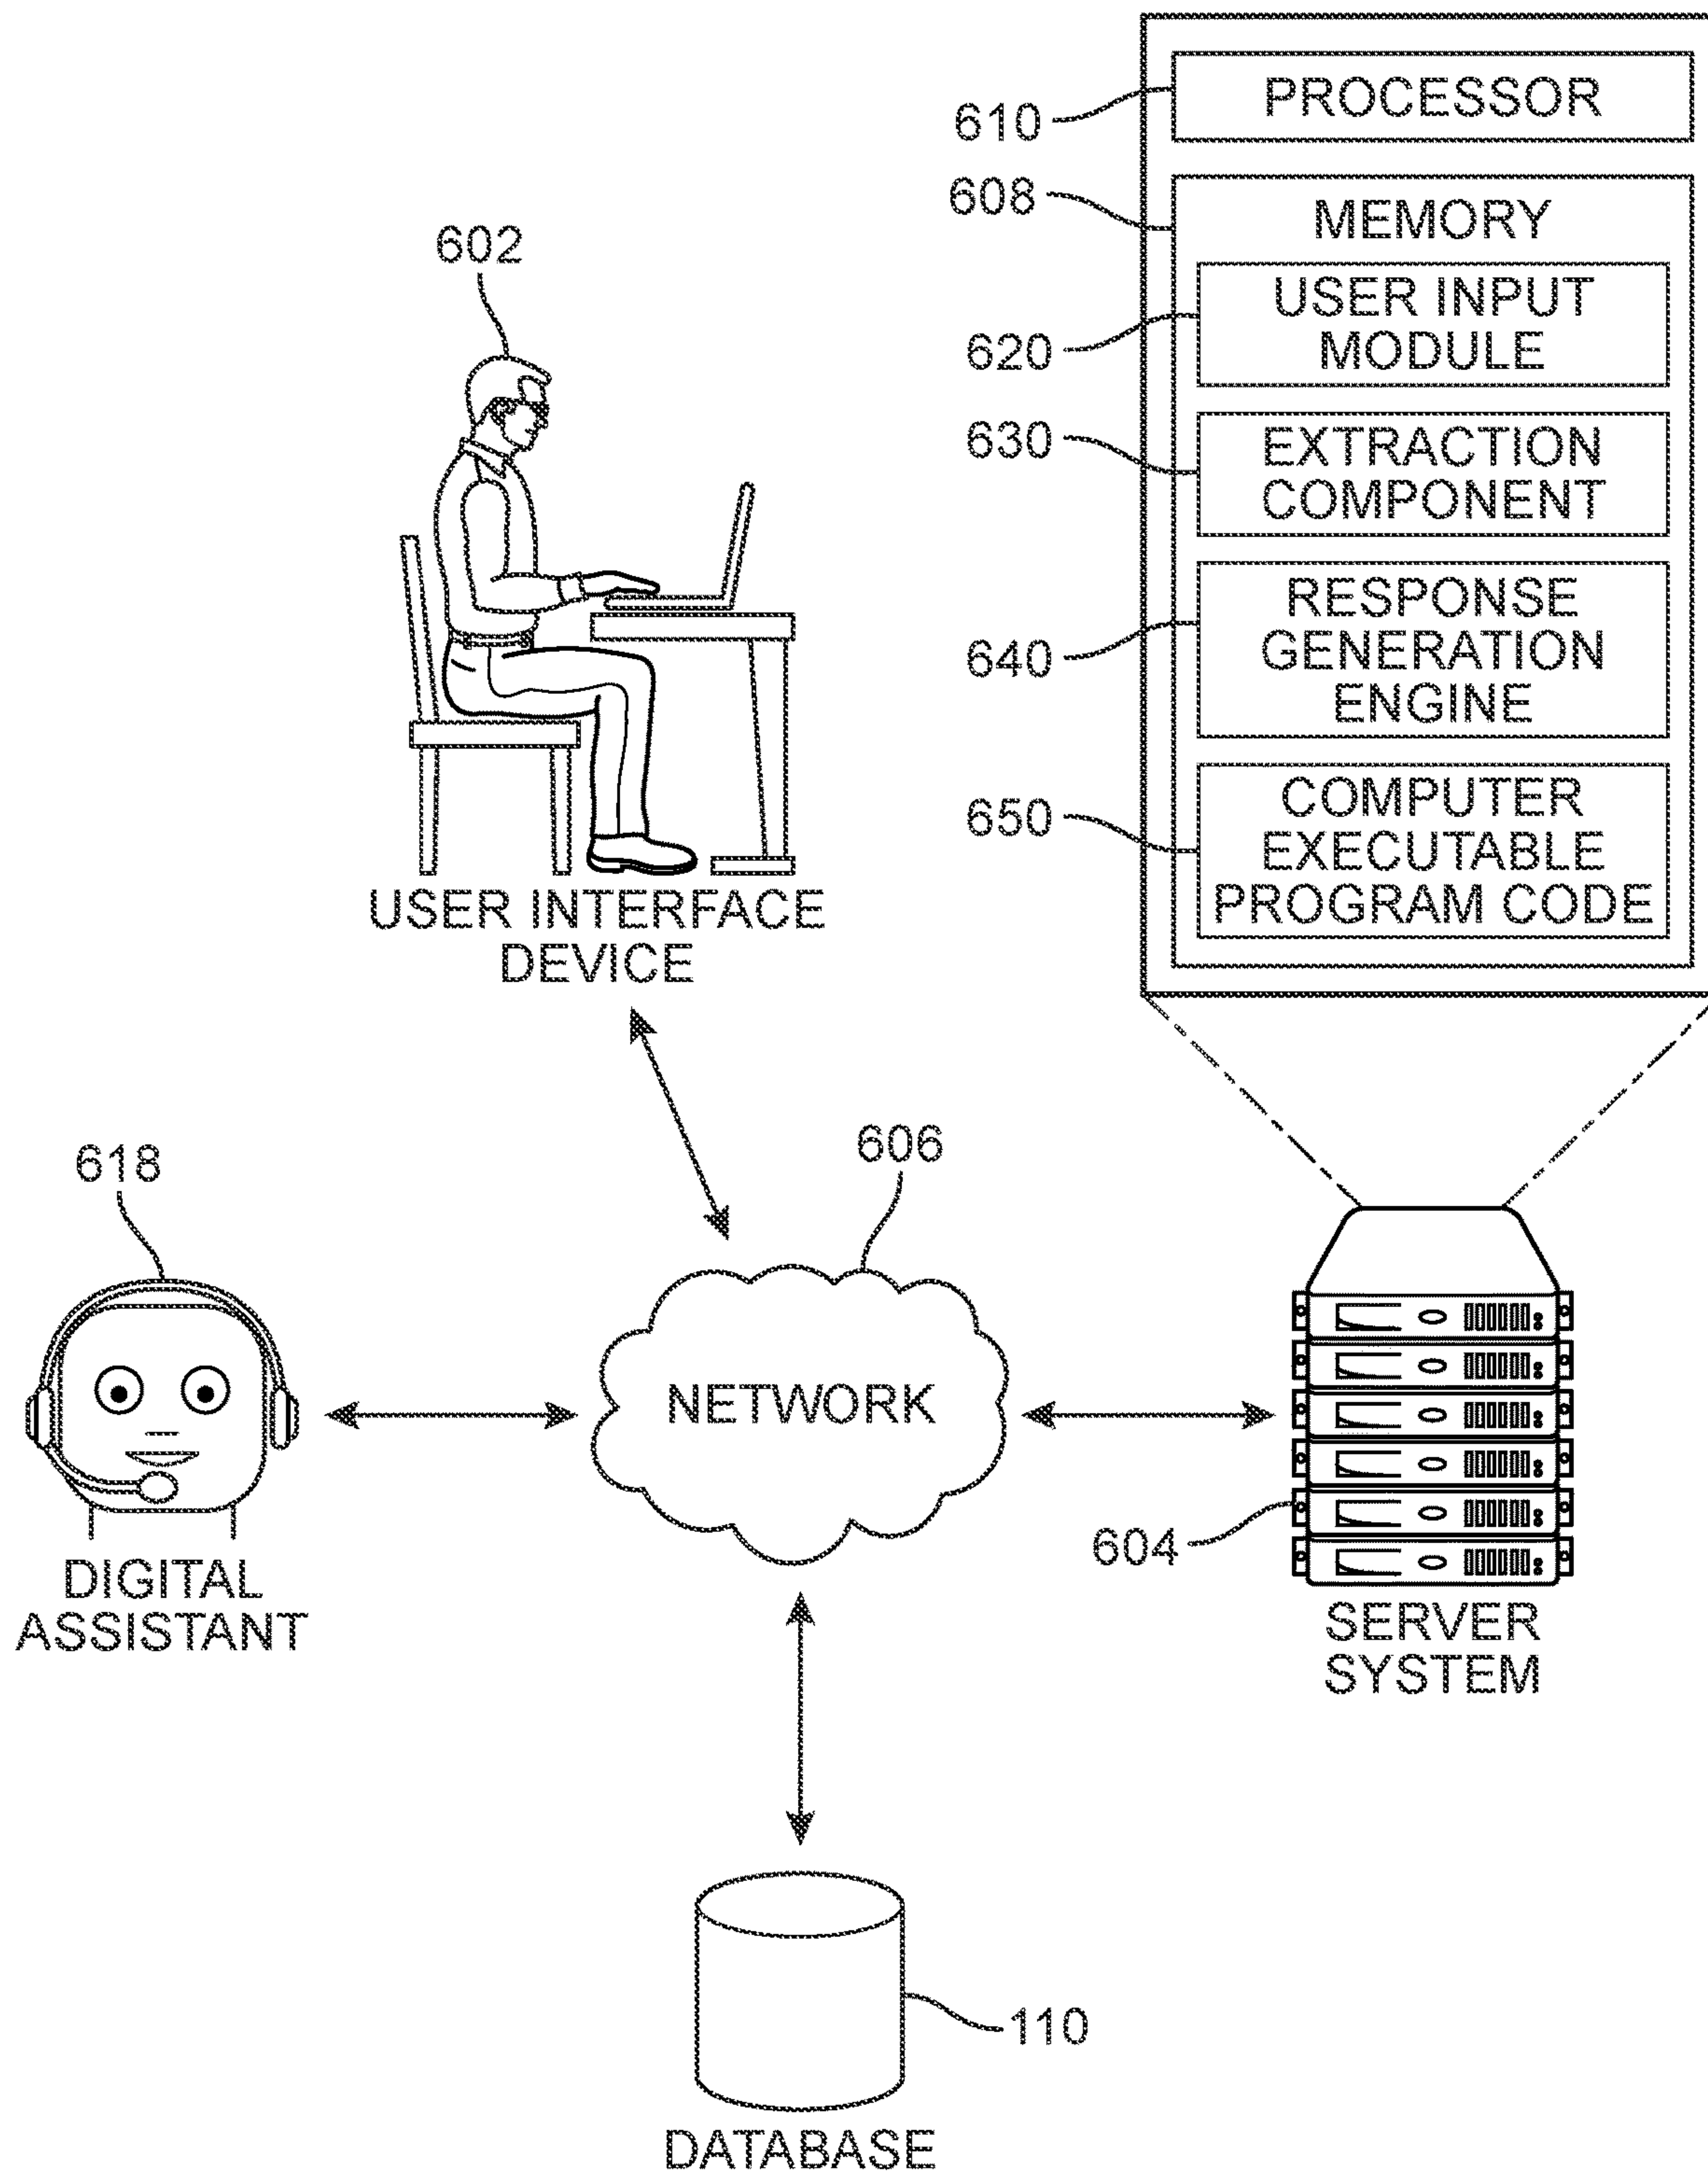 610
PROCESSOR
608
MEMORY
602
620
USER INPUT
MODULE
630
EXTRACTION
COMPONENT
640
RESPONSE
GENERATION
ENGINE
650
COMPUTER
EXECUTABLE
PROGRAM CODE
USER INTERFACE
DEVICE
618
606
NETWORK
604
DIGITAL
ASSISTANT
SERVER
SYSTEM
110
DATABASE